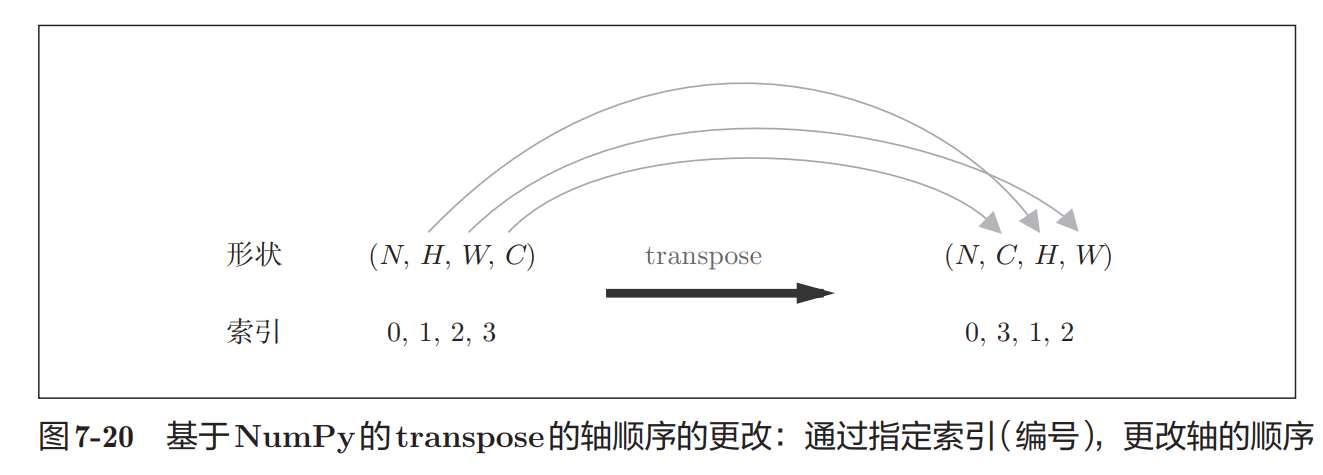 形状 (N, H, W, C) transpose (N, C, H, W)
索引 0, 1, 2, 3 0, 3, 1, 2
图7-20 基于NumPy的transpose的轴顺序的更改：通过指定索引（编号），更改轴的顺序